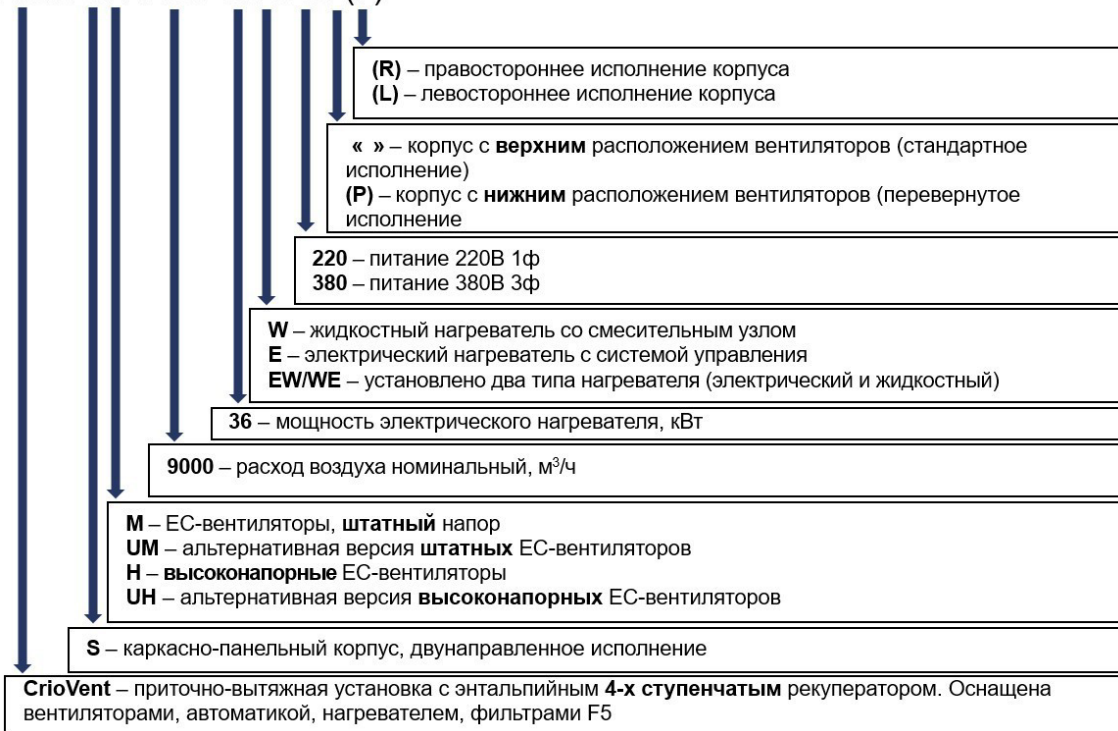 (R) – правостороннее исполнение корпуса
(L) – левостороннее исполнение корпуса
« » – корпус с верхним расположением вентиляторов (стандартное
исполнение)
(P) – корпус с нижним расположением вентиляторов (перевернутое
исполнение
220 – питание 220В 1ф
380 – питание 380В 3ф
W – жидкостный нагреватель со смесительным узлом
E – электрический нагреватель с системой управления
EW/WE – установлено два типа нагревателя (электрический и жидкостный)
36 – мощность электрического нагревателя, кВт
9000 – расход воздуха номинальный, м³/ч
M – ЕС-вентиляторы, штатный напор
UM – альтернативная версия штатных ЕС-вентиляторов
H – высоконапорные ЕС-вентиляторы
UH – альтернативная версия высоконапорных ЕС-вентиляторов
S – каркасно-панельный корпус, двунаправленное исполнение
CrioVent – приточно-вытяжная установка с энтальпийным 4-х ступенчатым рекуператором. Оснащена
вентиляторами, автоматикой, нагревателем, фильтрами F5